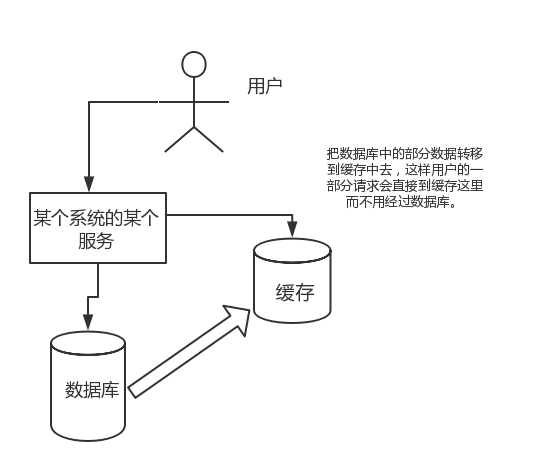 用户
把数据库中的部分数据转移
到缓存中去，这样用户的一
部分请求会直接到缓存这里
而不用经过数据库。
某个系统的某个
服务
缓存
数据库